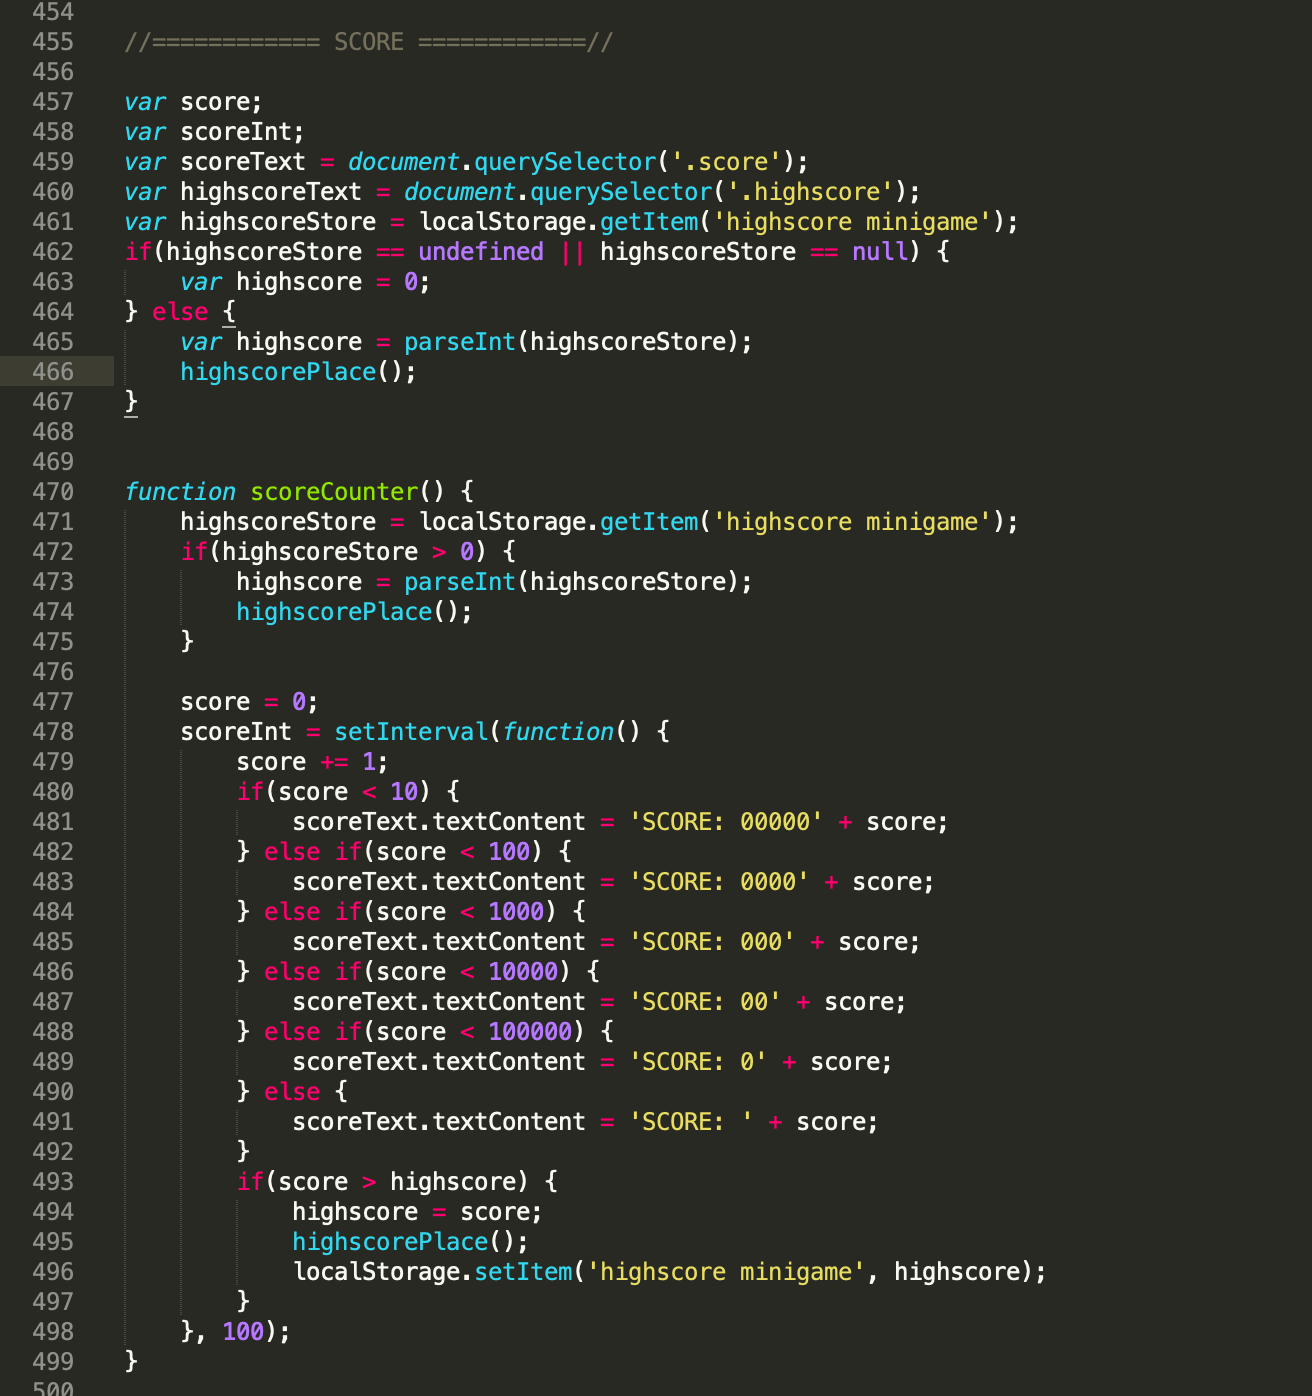 454
455 //============ SCORE ============//
456
457 var score;
458 var scoreInt;
459 var scoreText = document.querySelector('.score');
460 var highscoreText = document.querySelector('.highscore');
461 var highscoreStore = localStorage.getItem('highscore minigame');
462 if(highscoreStore == undefined || highscoreStore == null) {
463     var highscore = 0;
464 } else {
465     var highscore = parseInt(highscoreStore);
466     highscorePlace();
467 }
468
469
470 function scoreCounter() {
471     highscoreStore = localStorage.getItem('highscore minigame');
472     if(highscoreStore > 0) {
473         highscore = parseInt(highscoreStore);
474         highscorePlace();
475     }
476
477     score = 0;
478     scoreInt = setInterval(function() {
479         score += 1;
480         if(score < 10) {
481             scoreText.textContent = 'SCORE: 00000' + score;
482         } else if(score < 100) {
483             scoreText.textContent = 'SCORE: 0000' + score;
484         } else if(score < 1000) {
485             scoreText.textContent = 'SCORE: 000' + score;
486         } else if(score < 10000) {
487             scoreText.textContent = 'SCORE: 00' + score;
488         } else if(score < 100000) {
489             scoreText.textContent = 'SCORE: 0' + score;
490         } else {
491             scoreText.textContent = 'SCORE: ' + score;
492         }
493         if(score > highscore) {
494             highscore = score;
495             highscorePlace();
496             localStorage.setItem('highscore minigame', highscore);
497         }
498     }, 100);
499 }
500